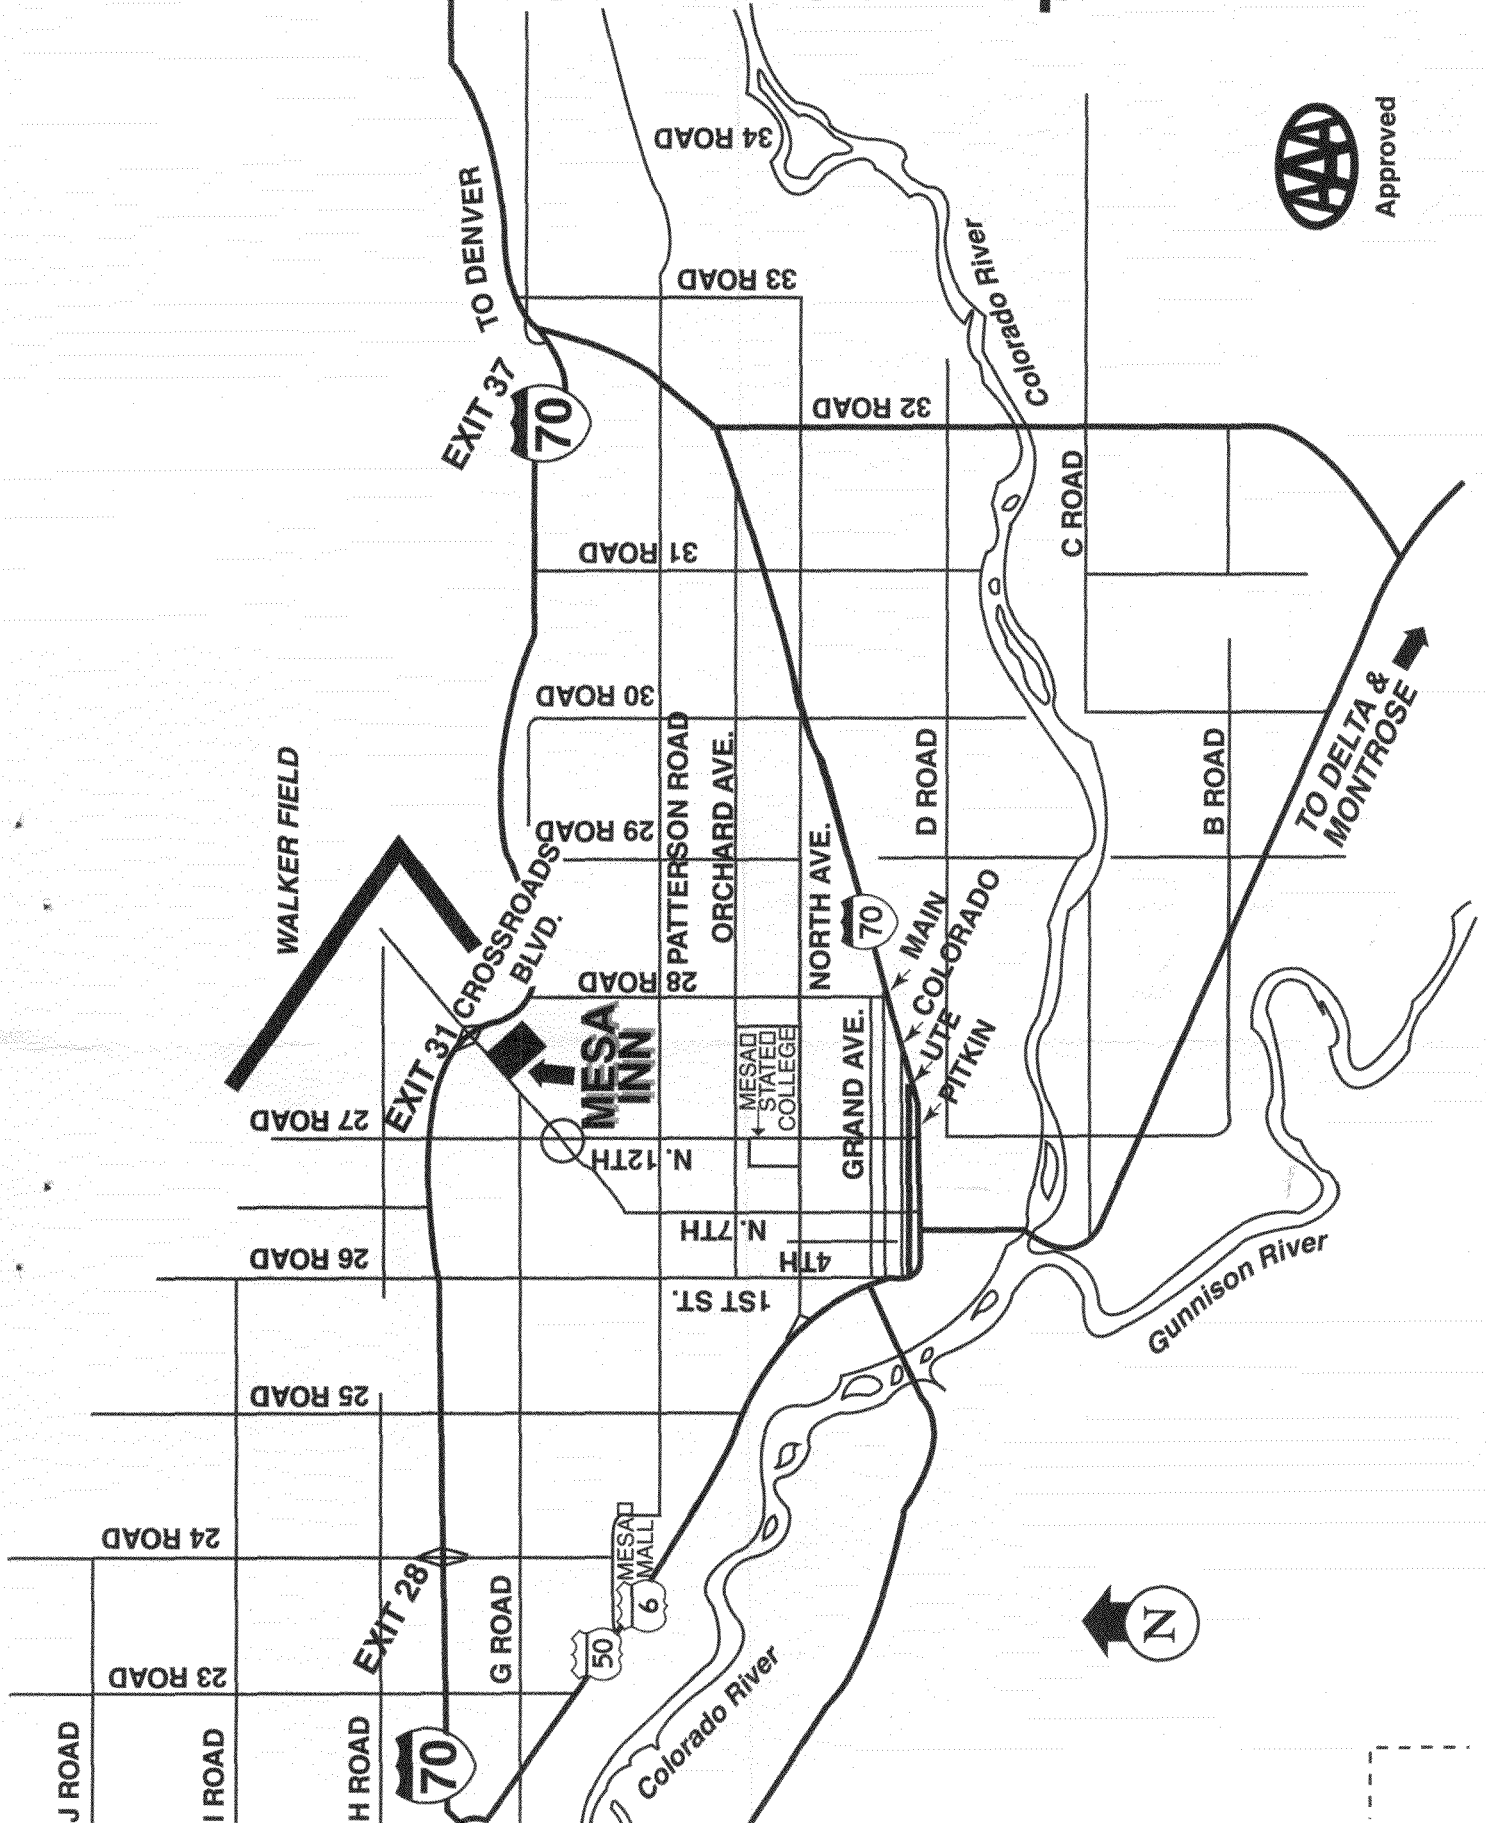 J ROAD
I ROAD
H ROAD
G ROAD
23 ROAD
24 ROAD
25 ROAD
26 ROAD
27 ROAD
70
EXIT 28
50
6
MESA
MALL
Colorado River
1ST ST.
4TH
N. 7TH
N. 12TH
MESA
STATE
COLLEGE
WALKER FIELD
EXIT 31
CROSSROADS
BLVD.
MESA
INN
28 ROAD
29 ROAD
30 ROAD
31 ROAD
32 ROAD
33 ROAD
34 ROAD
PATTERSON ROAD
ORCHARD AVE.
NORTH AVE.
GRAND AVE.
70
MAIN
COLORADO
UTE
PITKIN
D ROAD
C ROAD
B ROAD
EXIT 37
70
TO DENVER
Colorado River
TO DELTA &
MONTROSE
Gunnison River
N
AAA
Approved